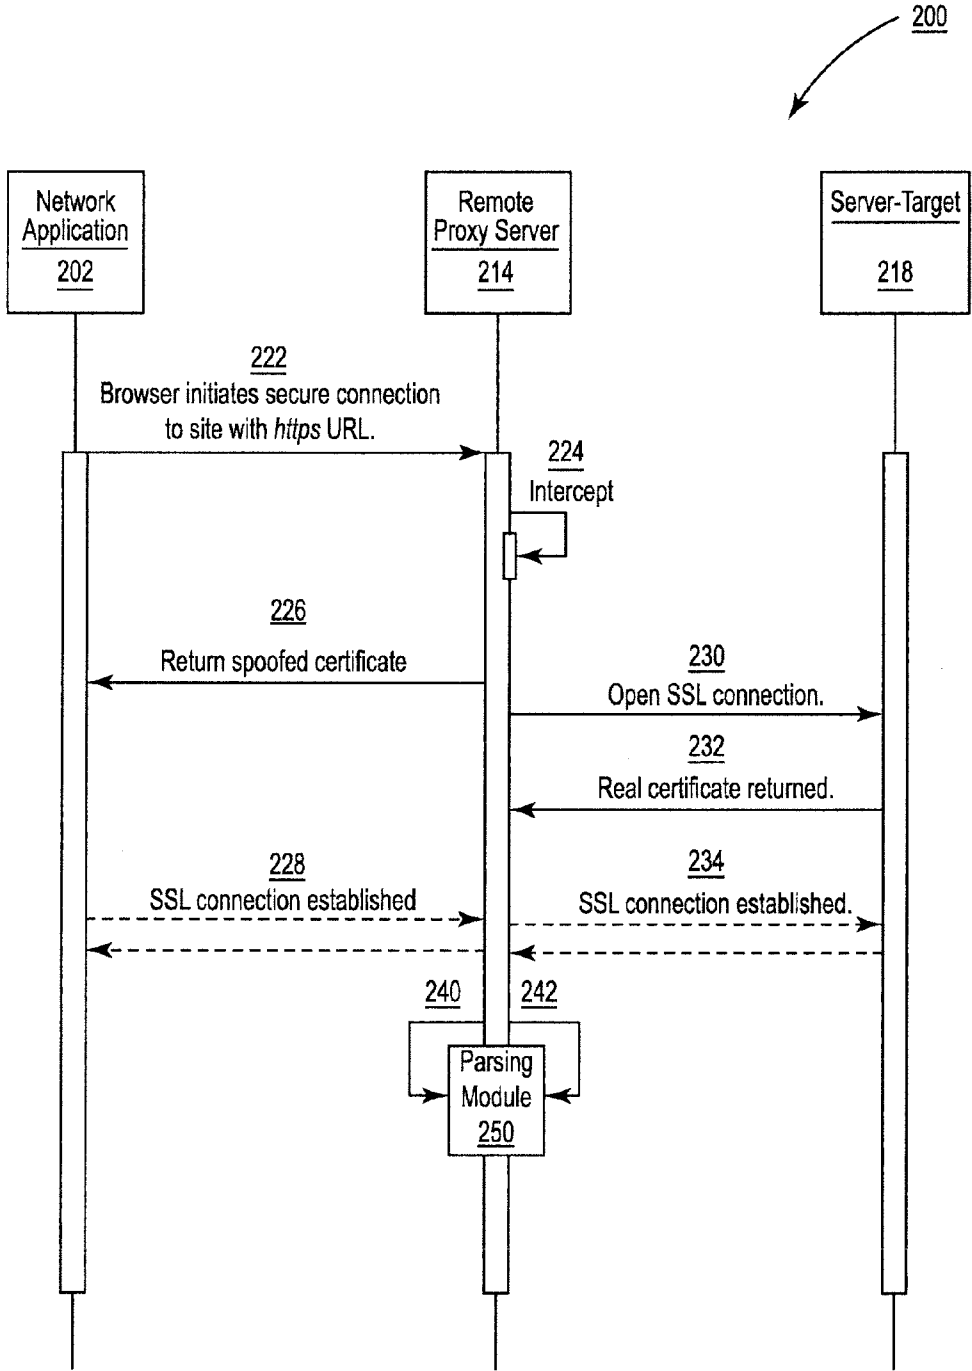 200
Network
Application
202
Remote
Proxy Server
214
Server-Target
218
222
Browser initiates secure connection
to site with https URL.
224
Intercept
226
Return spoofed certificate
230
Open SSL connection.
232
Real certificate returned.
228
SSL connection established
234
SSL connection established.
240
242
Parsing
Module
250